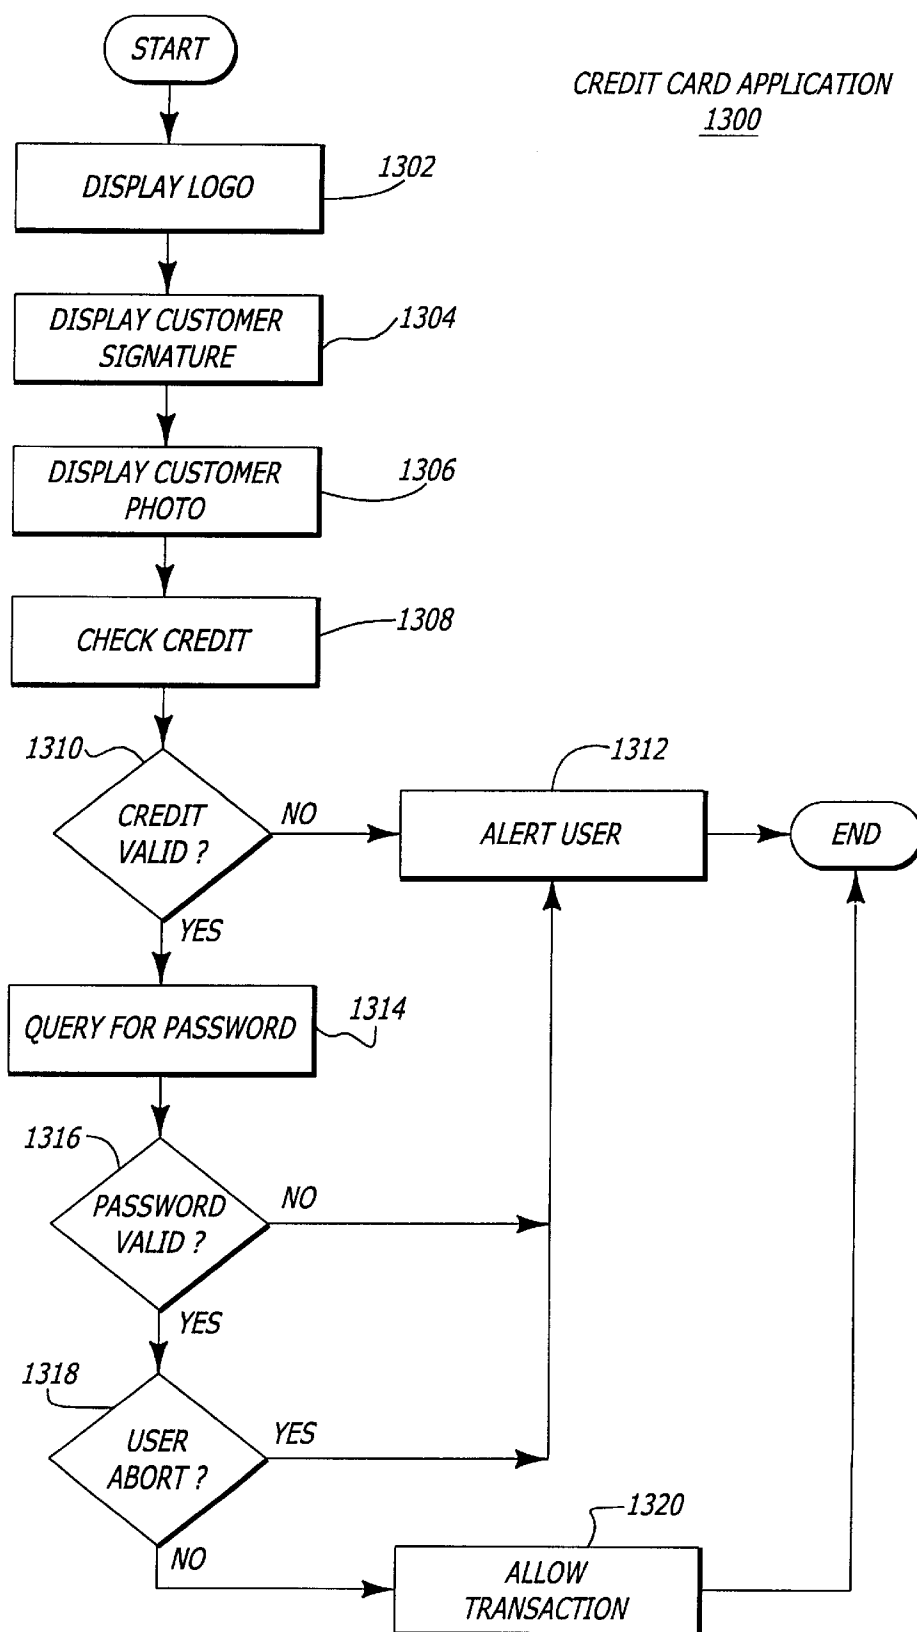 START
CREDIT CARD APPLICATION
1300
DISPLAY LOGO
1302
DISPLAY CUSTOMER
SIGNATURE
1304
DISPLAY CUSTOMER
PHOTO
1306
CHECK CREDIT
1308
1310
CREDIT
VALID ?
NO
YES
1312
ALERT USER
END
QUERY FOR PASSWORD
1314
1316
PASSWORD
VALID ?
NO
YES
1318
USER
ABORT ?
YES
NO
1320
ALLOW
TRANSACTION